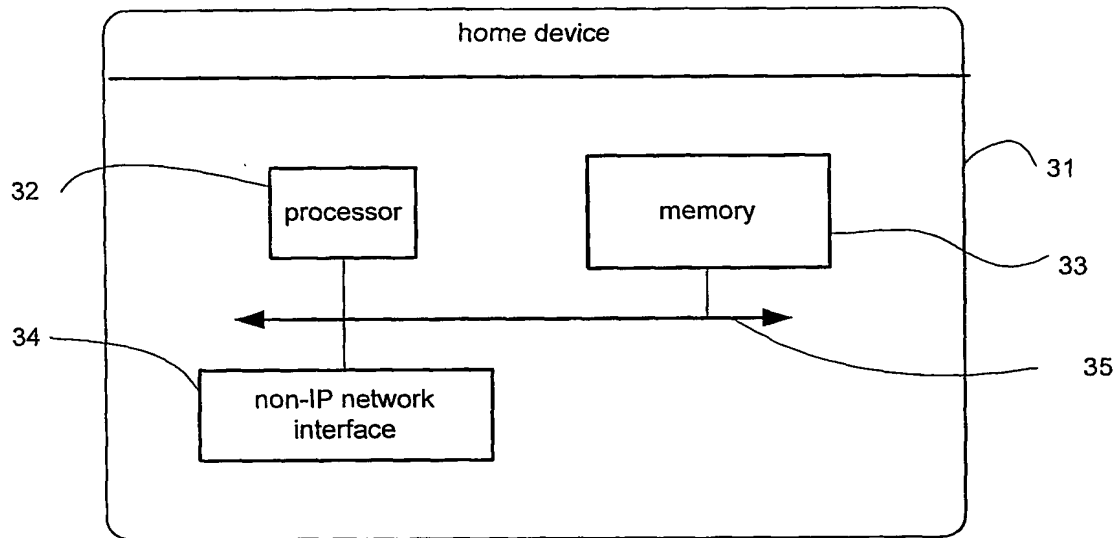 home device
32
processor
memory
31
33
34
non-IP network
interface
35